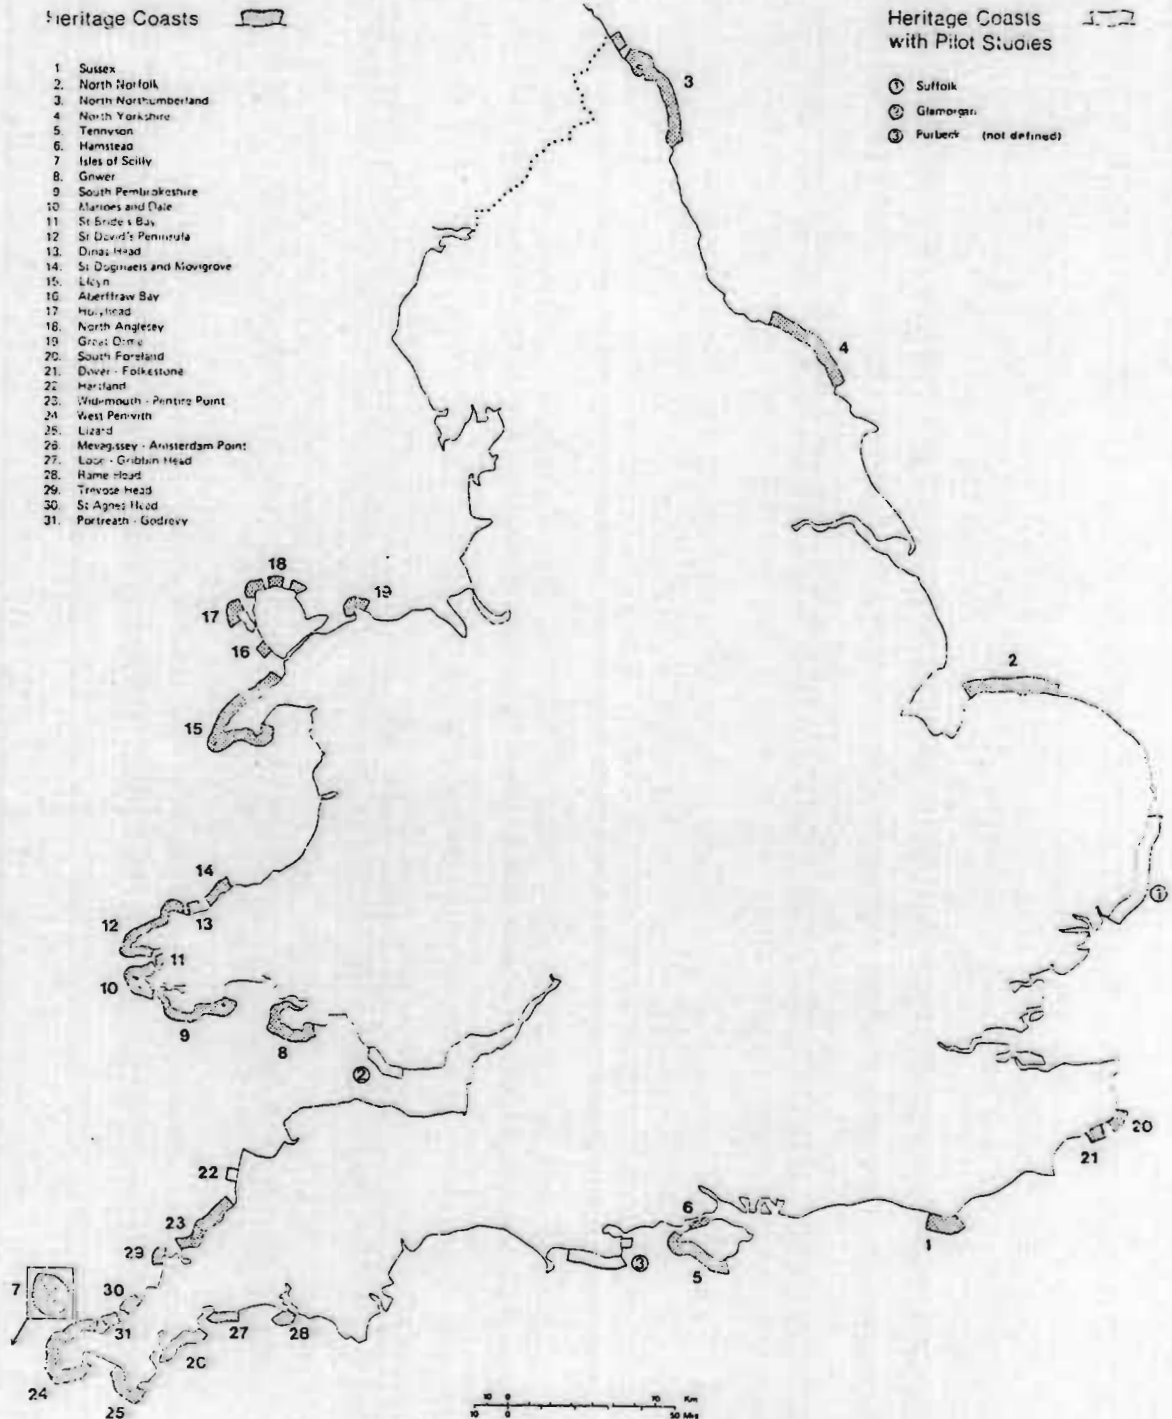 Heritage Coasts
1 Sussex
2. North Norfolk
3. North Northumberland
4 North Yorkshire
5. Tennyson
6. Hamstead
7 Isles of Scilly
8. Gower
9 South Pembrokeshire
10 Marloes and Dale
11 St Bride's Bay
12 St David's Peninsula
13. Dinas Head
14. St Dogmaels and Moylgrove
15. Lleyn
16 Aberffraw Bay
17 Holyhead
18. North Anglesey
19 Great Orme
20. South Foreland
21. Dover - Folkestone
22 Hartland
23. Widemouth - Pentire Point
24 West Penwith
25. Lizard
26 Mevagissey - Amsterdam Point
27. Looe - Gribbin Head
28. Rame Head
29. Trevose Head
30. St Agnes Head
31. Portreath - Godrevy
Heritage Coasts
with Pilot Studies
① Suffolk
② Glamorgan
③ Purbeck (not defined)
3
4
18
19
17
16
2
15
14
13
12
11
10
9
8
①
②
20
21
22
23
6
1
29
③
5
7
30
31
27
28
26
24
25
10 0 Km
10 0 50 Mls